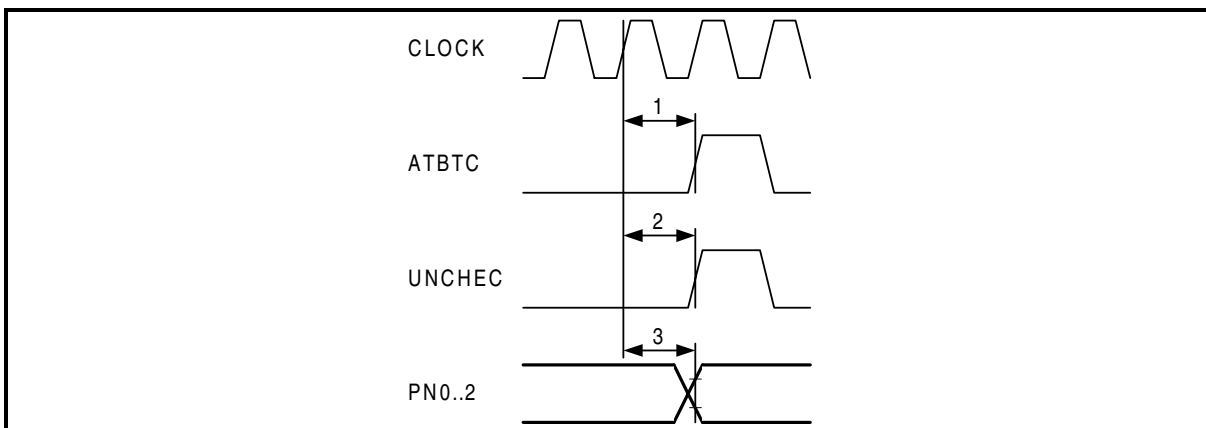 CLOCK
1
ATBTC
2
UNCHEC
3
PN0..2